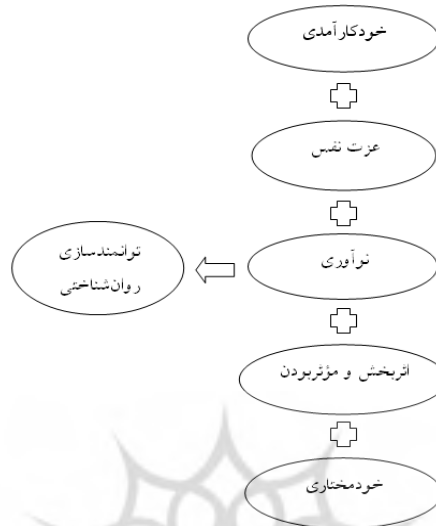 خودکارآمدی
عزت نفس
نوآوری
توانمندسازی
روان‌شناختی
اثربخش و مؤثربودن
خودمختاری